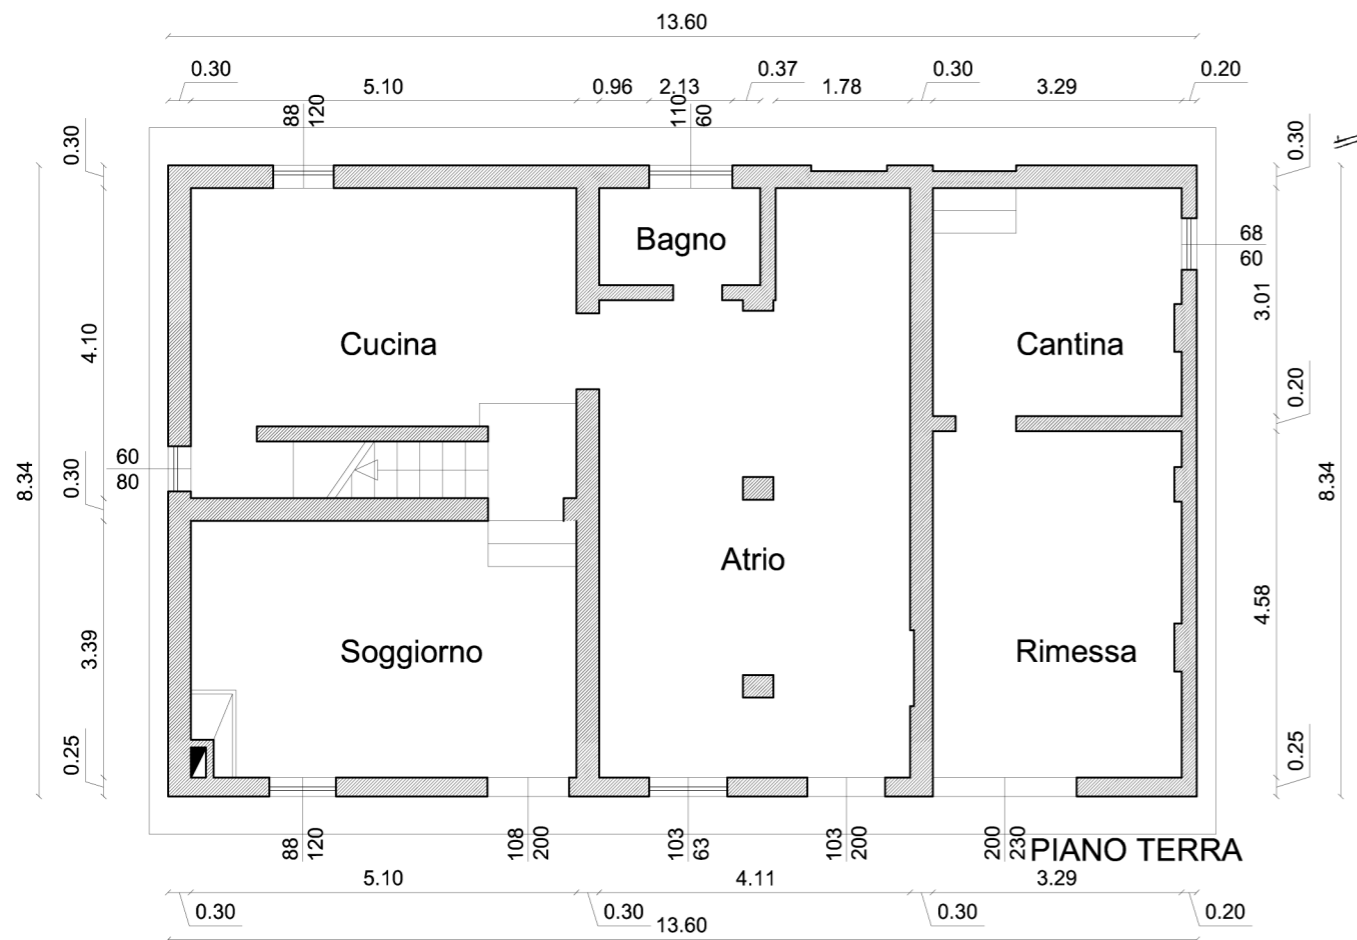 13.60
0.30 0.37 0.30 0.20
5.10 0.96 2.13 1.78 3.29
88
120
110
60
0.30
0.30
Bagno
68
60
3.01
4.10
Cucina
Cantina
0.20
60
80
8.34
0.30
8.34
Atrio
4.58
3.39
Soggiorno
Rimessa
0.25
0.25
88
120
108
200
103
63
103
200
200
230
PIANO TERRA
5.10 4.11 3.29
0.30 0.30 0.30 0.20
13.60